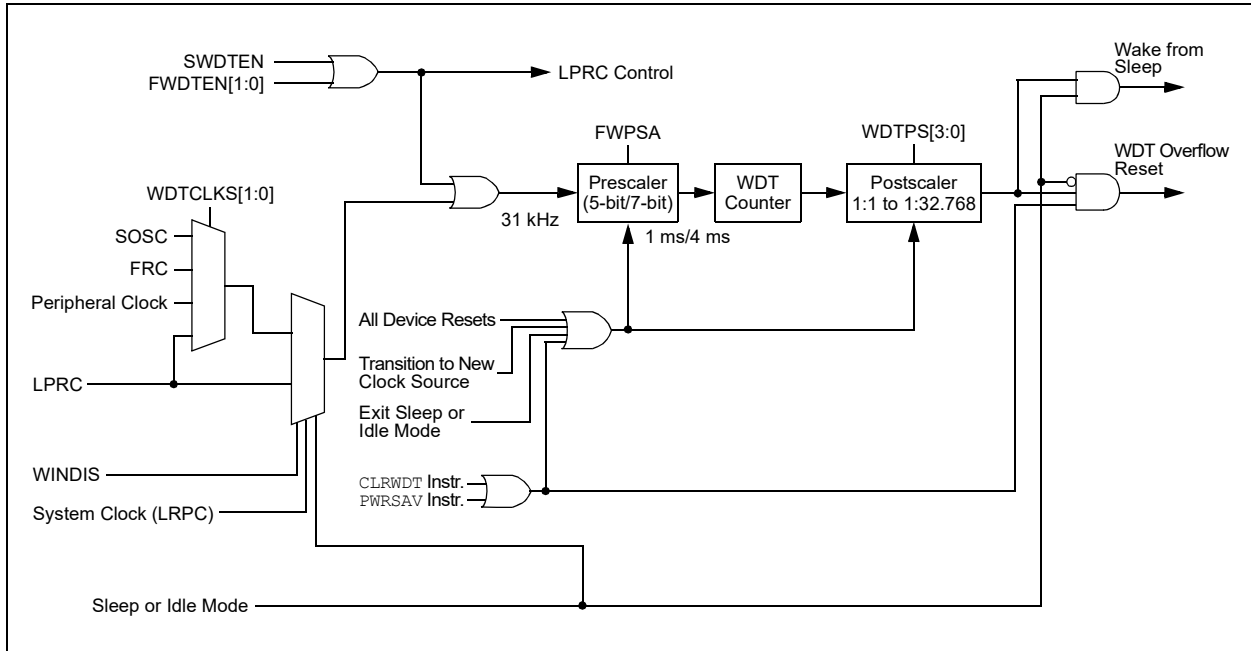 SWDTEN
FWDTEN[1:0]
LPRC Control
Wake from
Sleep
FWPSA
WDTPS[3:0]
WDT Overflow
Reset
Prescaler
(5-bit/7-bit)
WDT
Counter
Postscaler
1:1 to 1:32.768
31 kHz
1 ms/4 ms
WDTCLKS[1:0]
SOSC
FRC
Peripheral Clock
LPRC
All Device Resets
Transition to New
Clock Source
Exit Sleep or
Idle Mode
WINDIS
CLRWDT Instr.
PWRSAV Instr.
System Clock (LRPC)
Sleep or Idle Mode